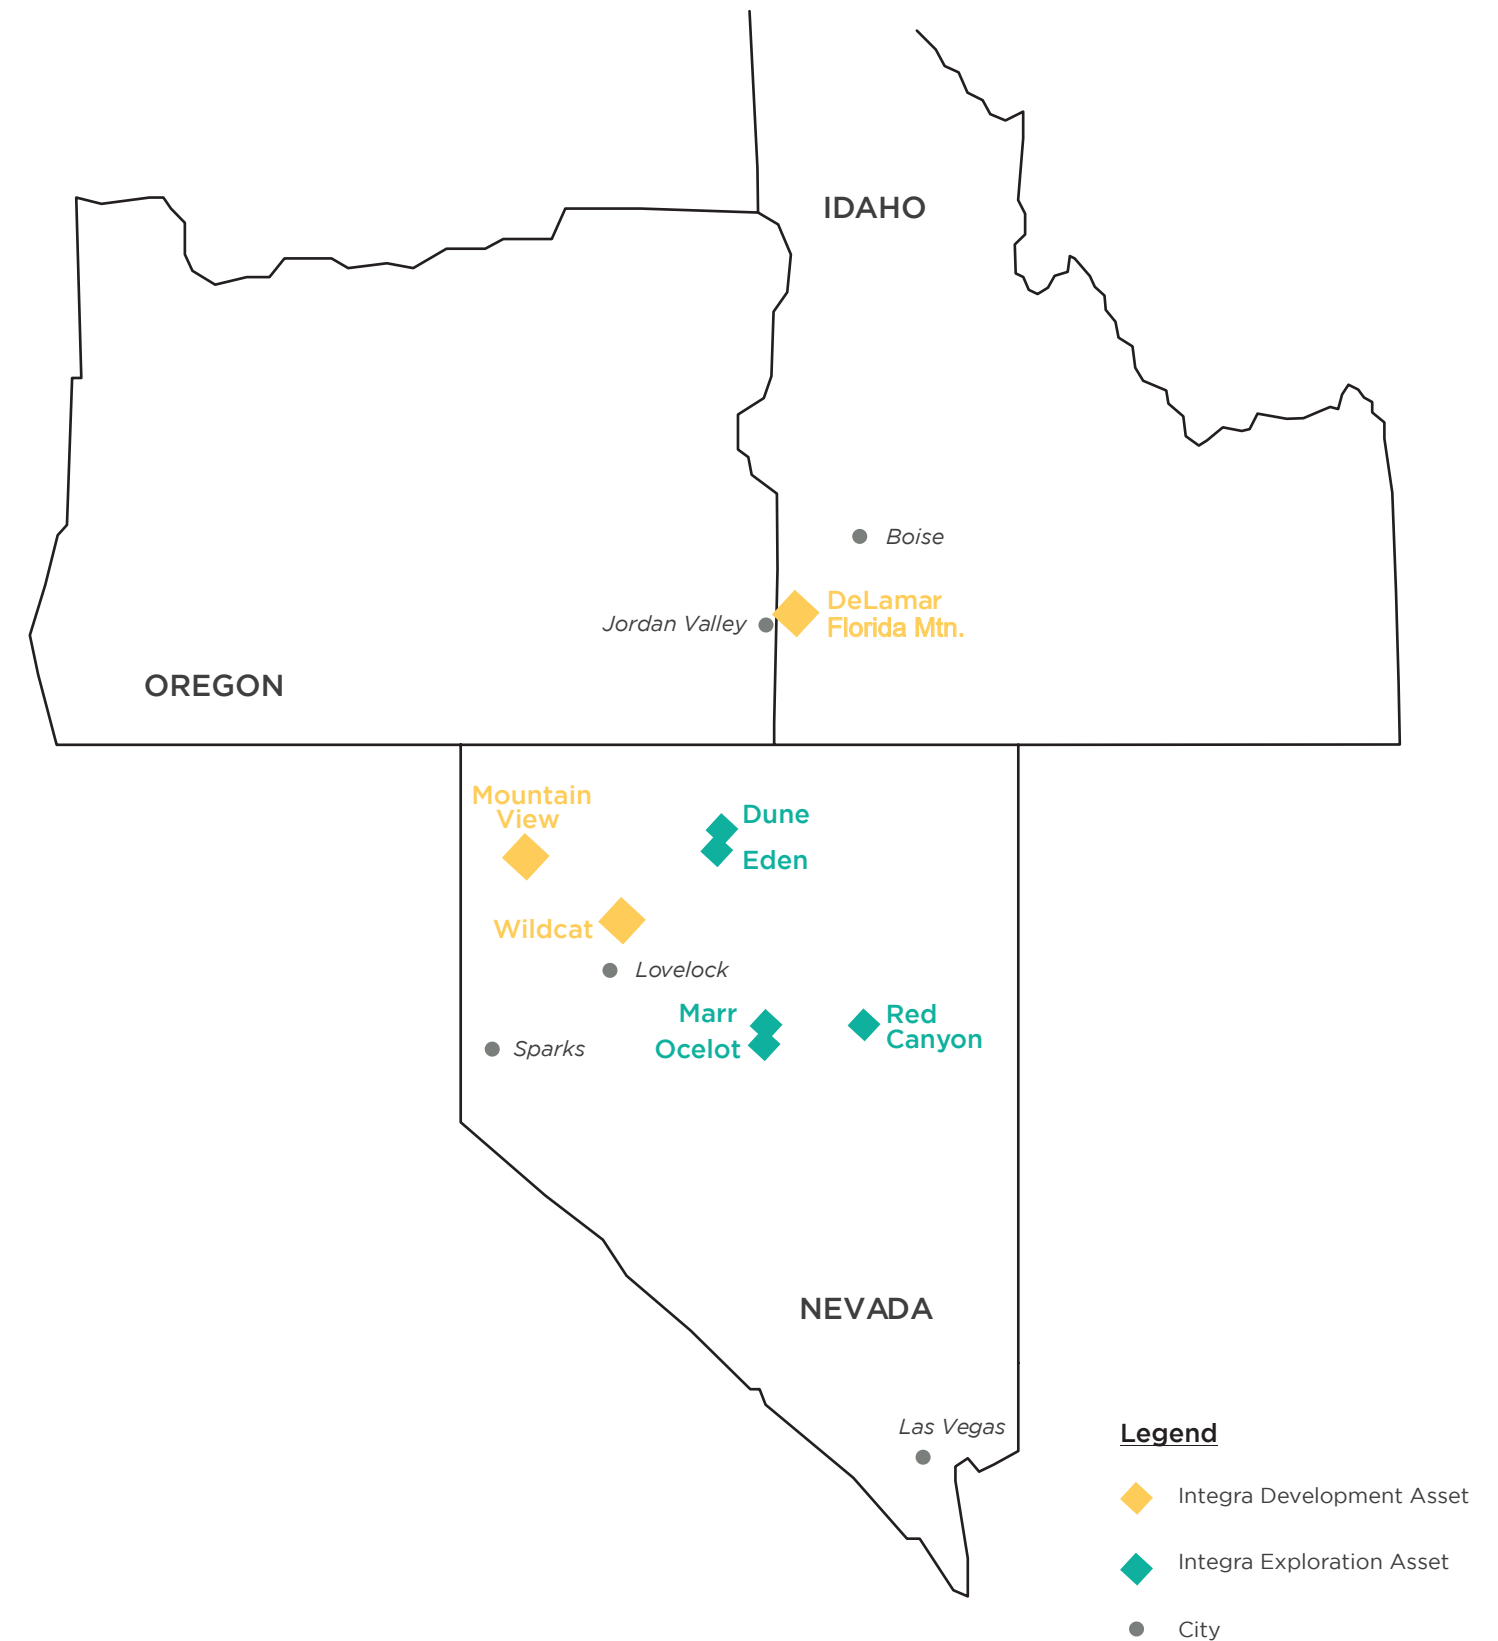 IDAHO
Boise
DeLamar
Florida Mtn.
Jordan Valley
OREGON
Mountain
View
Dune
Eden
Wildcat
Lovelock
Marr
Ocelot
Red
Canyon
Sparks
NEVADA
Las Vegas
Legend
Integra Development Asset
Integra Exploration Asset
City